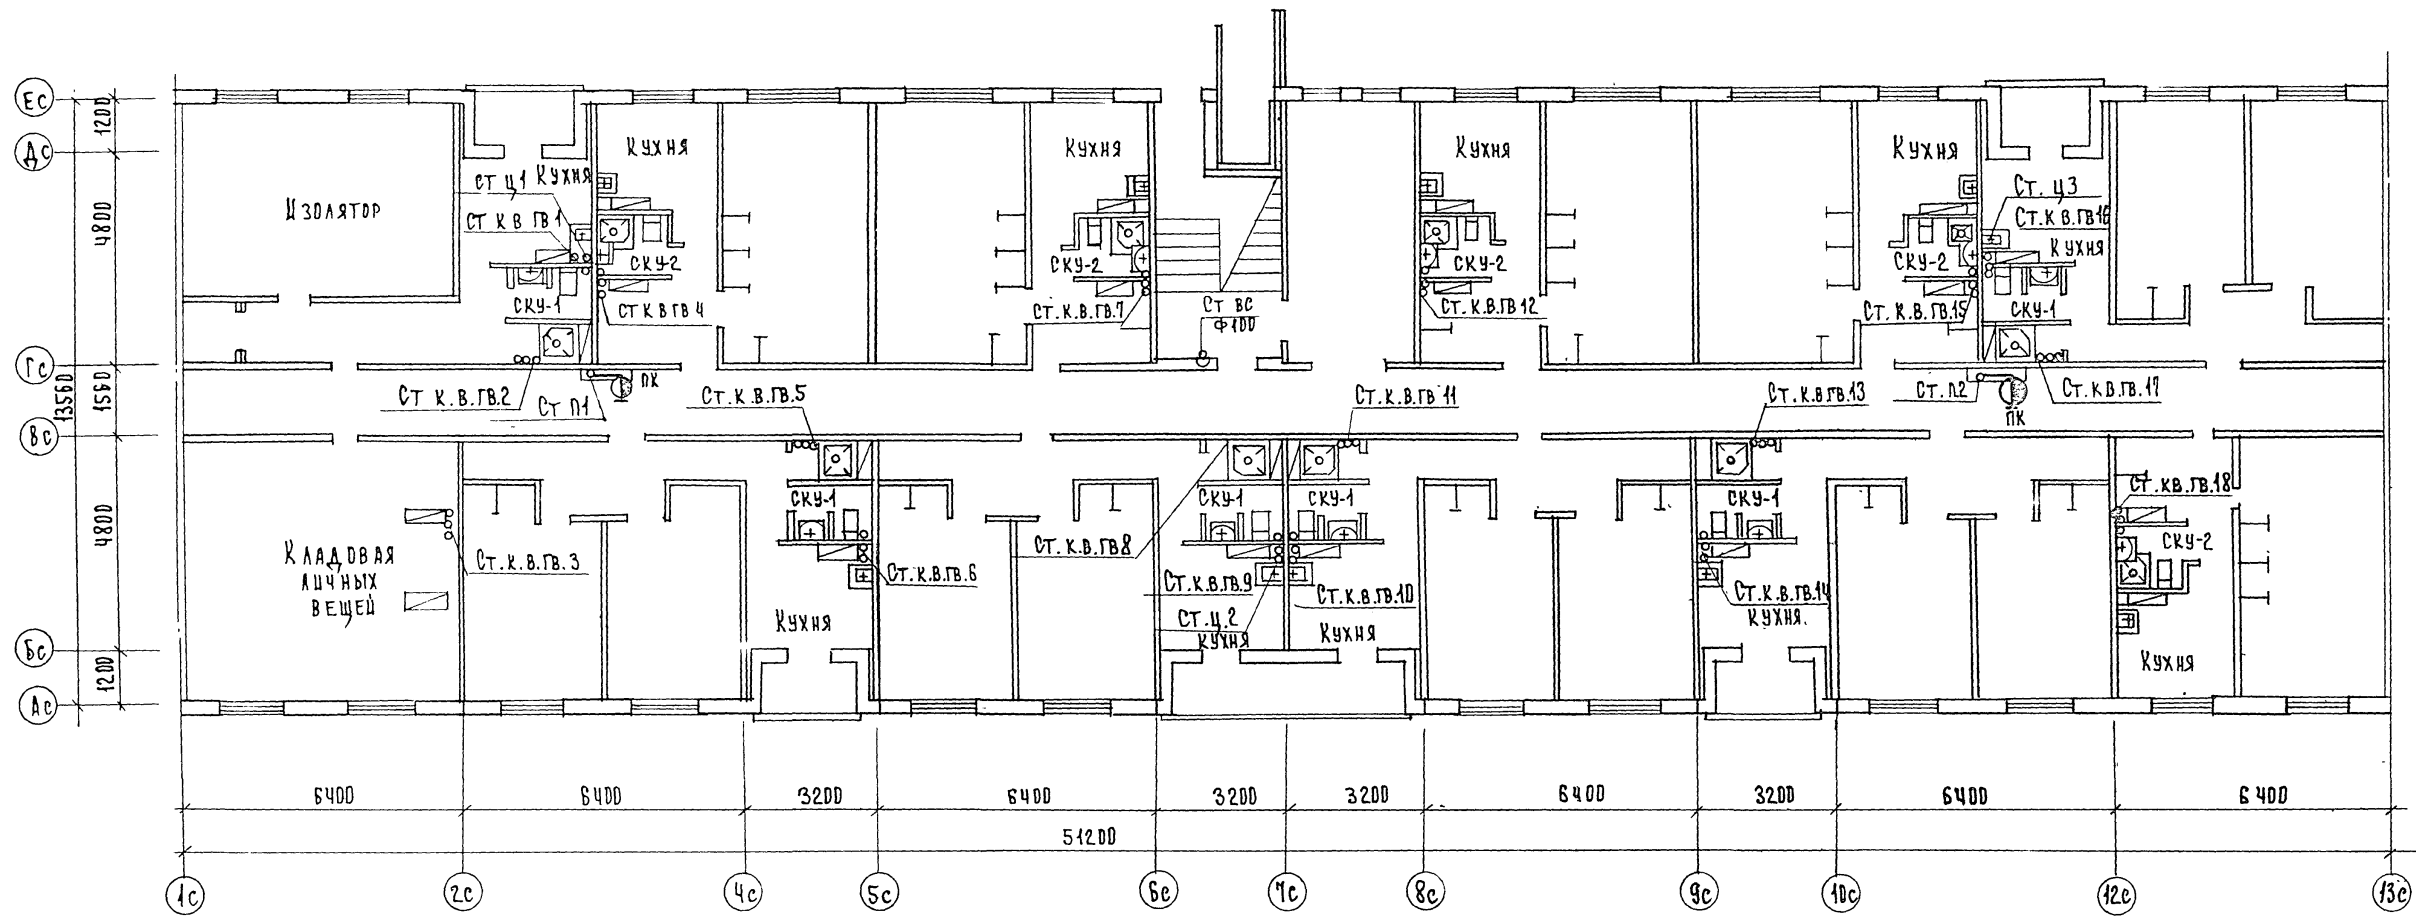 Ес
1200
Дс
Кухня
Кухня
Кухня
Кухня
Изолятор
4800
Ст Ц1
Кухня
Ст К В ГВ 1
Ст. Ц3
Ст. К В. ГВ16
Кухня
СКУ-2
СКУ-2
СКУ-2
СКУ-2
СКУ-1
Ст К В ГВ 4
Ст. К.В.ГВ.7
Ст ВС
Ф100
Ст. К.В.ГВ 12
Ст. К.В.ГВ.15
СКУ-1
Гс
13560
1560
Ст К.В.ГВ.2
Ст П1
ПК
Ст.К.В.ГВ.5
Ст.К.В.ГВ 11
Ст.К.В.ГВ.13
Ст. П.2
ПК
Ст.К.В.ГВ.17
Вс
4800
Кладовая
личных
вещей
Ст.К.В.ГВ.3
СКУ-1
Ст.К.В.ГВ.6
Ст.К.В.ГВ8
СКУ-1
СКУ-1
СКУ-1
Ст.КВ.ГВ.18
СКУ-2
Ст.К.В.ГВ.9
Ст.К.В.ГВ.10
Ст.К.В.ГВ.14
Кухня.
Кухня
Ст.Ц.2
Кухня
Кухня
Кухня
Бс
1200
Ас
6400
6400
3200
6400
3200
3200
6400
3200
6400
6400
51200
1с
2с
4с
5с
6с
7с
8с
9с
10с
12с
13с